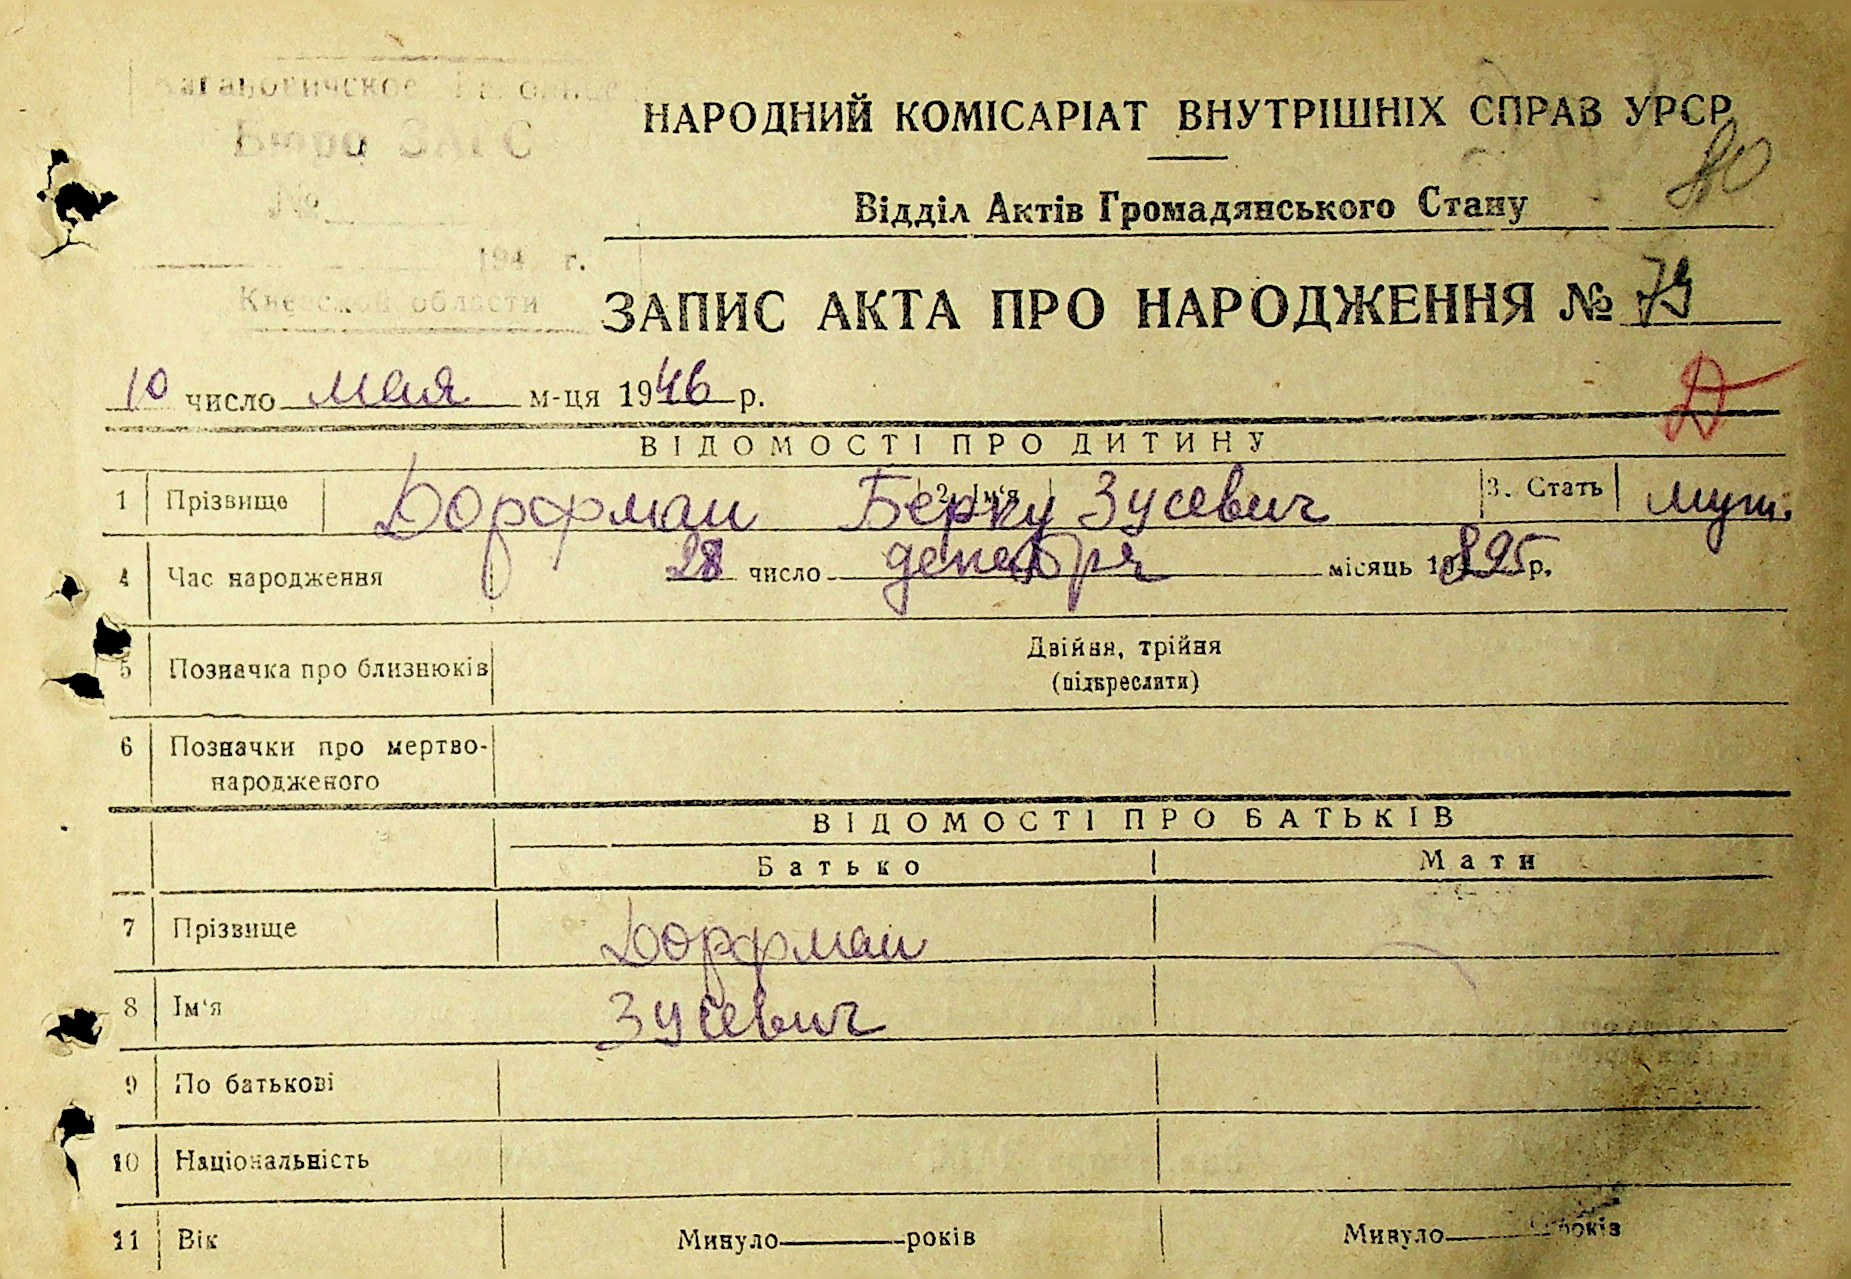 Бюро ЗАГС
№
194 г.
Киевской области
НАРОДНИЙ КОМІСАРІАТ ВНУТРІШНІХ СПРАВ УРСР
80
Відділ Актів Громадянського Стану
ЗАПИС АКТА ПРО НАРОДЖЕННЯ № 79
10 число мая м-ця 1946 р.
Д
ВІДОМОСТІ ПРО ДИТИНУ
1 Прізвище Дорфман 2. Ім'я Берку Зусевич 3. Стать муж.
4 Час народження 28 число декабря місяць 1895 р.
5 Позначка про близнюків Двійня, трійня
(підкреслити)
6 Позначки про мертво-
народженого
ВІДОМОСТІ ПРО БАТЬКІВ
Батько Мати
7 Прізвище Дорфман
8 Ім'я Зусевич
9 По батькові
10 Національність
11 Вік Минуло років Минуло років